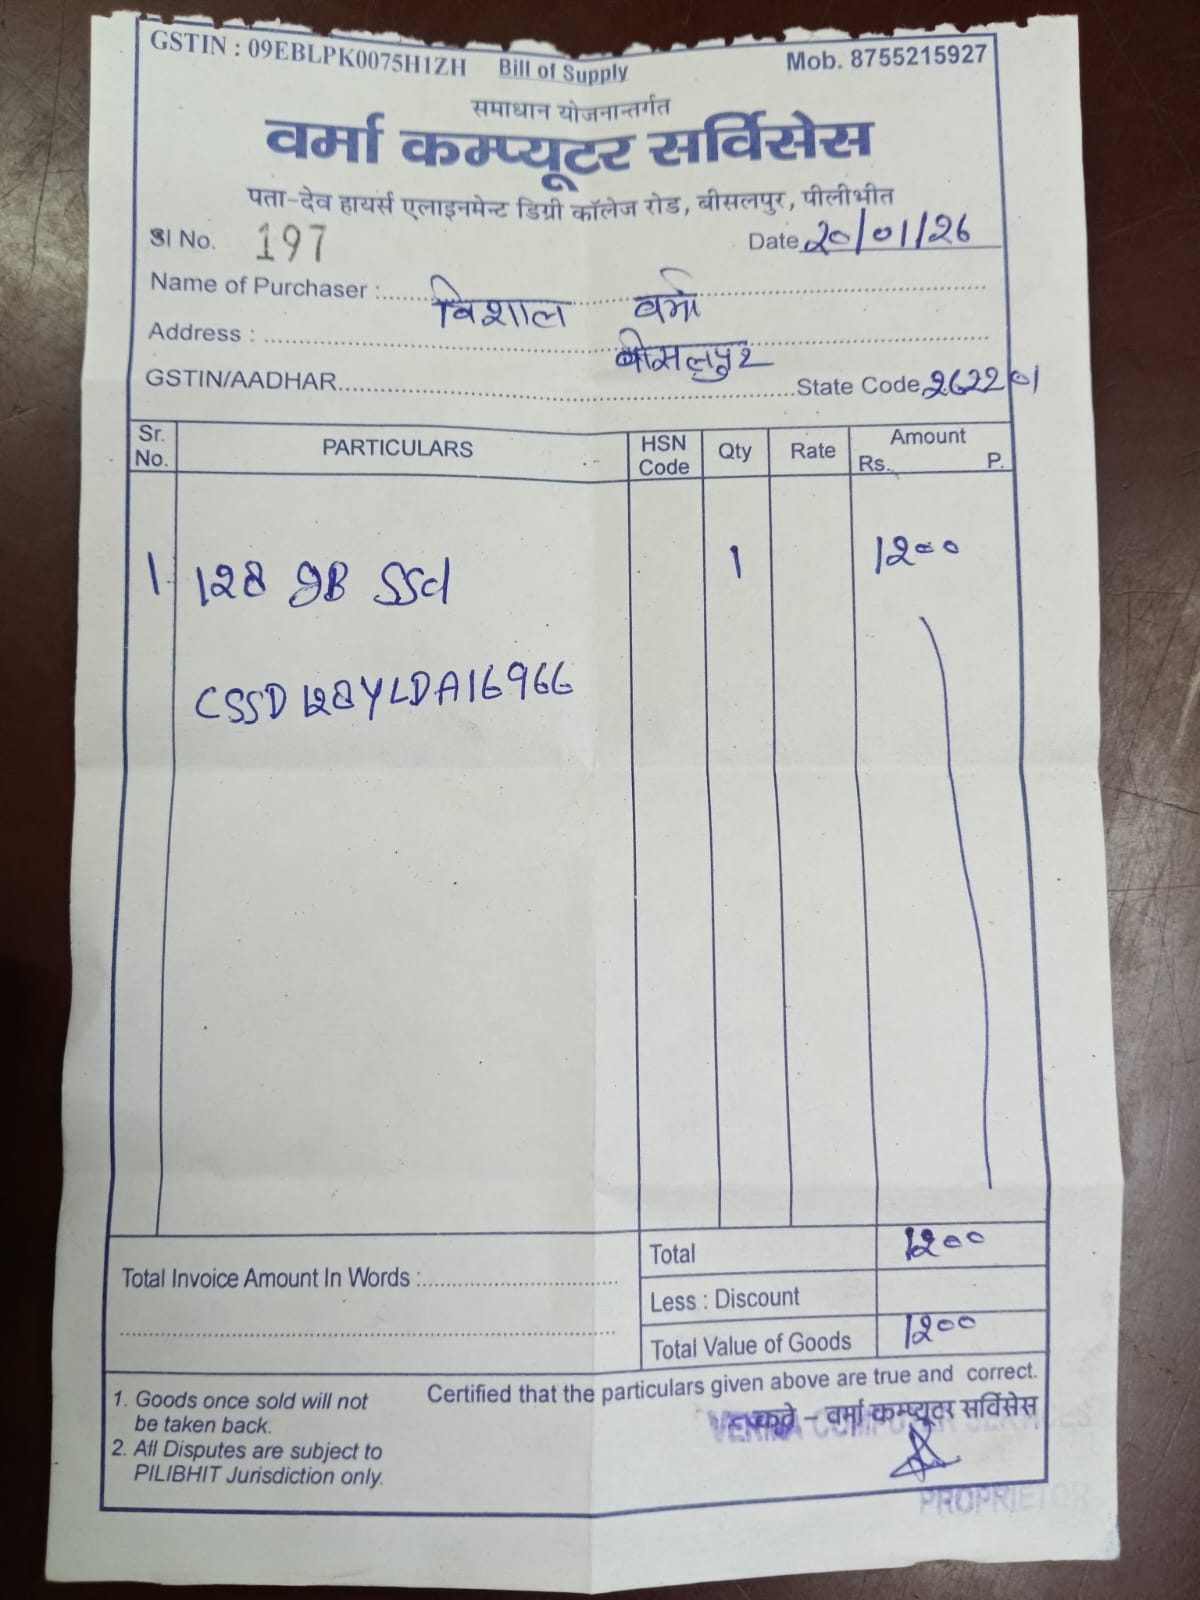 GSTIN : 09EBLPK0075H1ZH Bill of Supply Mob. 8755215927
समाधान योजनान्तर्गत
वर्मा कम्प्यूटर सर्विसेस
पता-देव हायर्स एलाइनमेन्ट डिग्री कॉलेज रोड, बीसलपुर, पीलीभीत
Sl No. 197 Date 20/01/26
Name of Purchaser : विशाल वर्मा
Address : बीसलपुर
GSTIN/AADHAR State Code 262201
Sr. No. PARTICULARS HSN Code Qty Rate Amount Rs. P.
1. 128 GB SSd 1 1200
CSSD128YLDA16966
Total 1200
Total Invoice Amount In Words :
Less : Discount
Total Value of Goods 1200
Certified that the particulars given above are true and correct.
1. Goods once sold will not
be taken back.
2. All Disputes are subject to
PILIBHIT Jurisdiction only.
कृते - वर्मा कम्प्यूटर सर्विसेस
VERMA COMPUTER SERVICES
PROPRIETOR